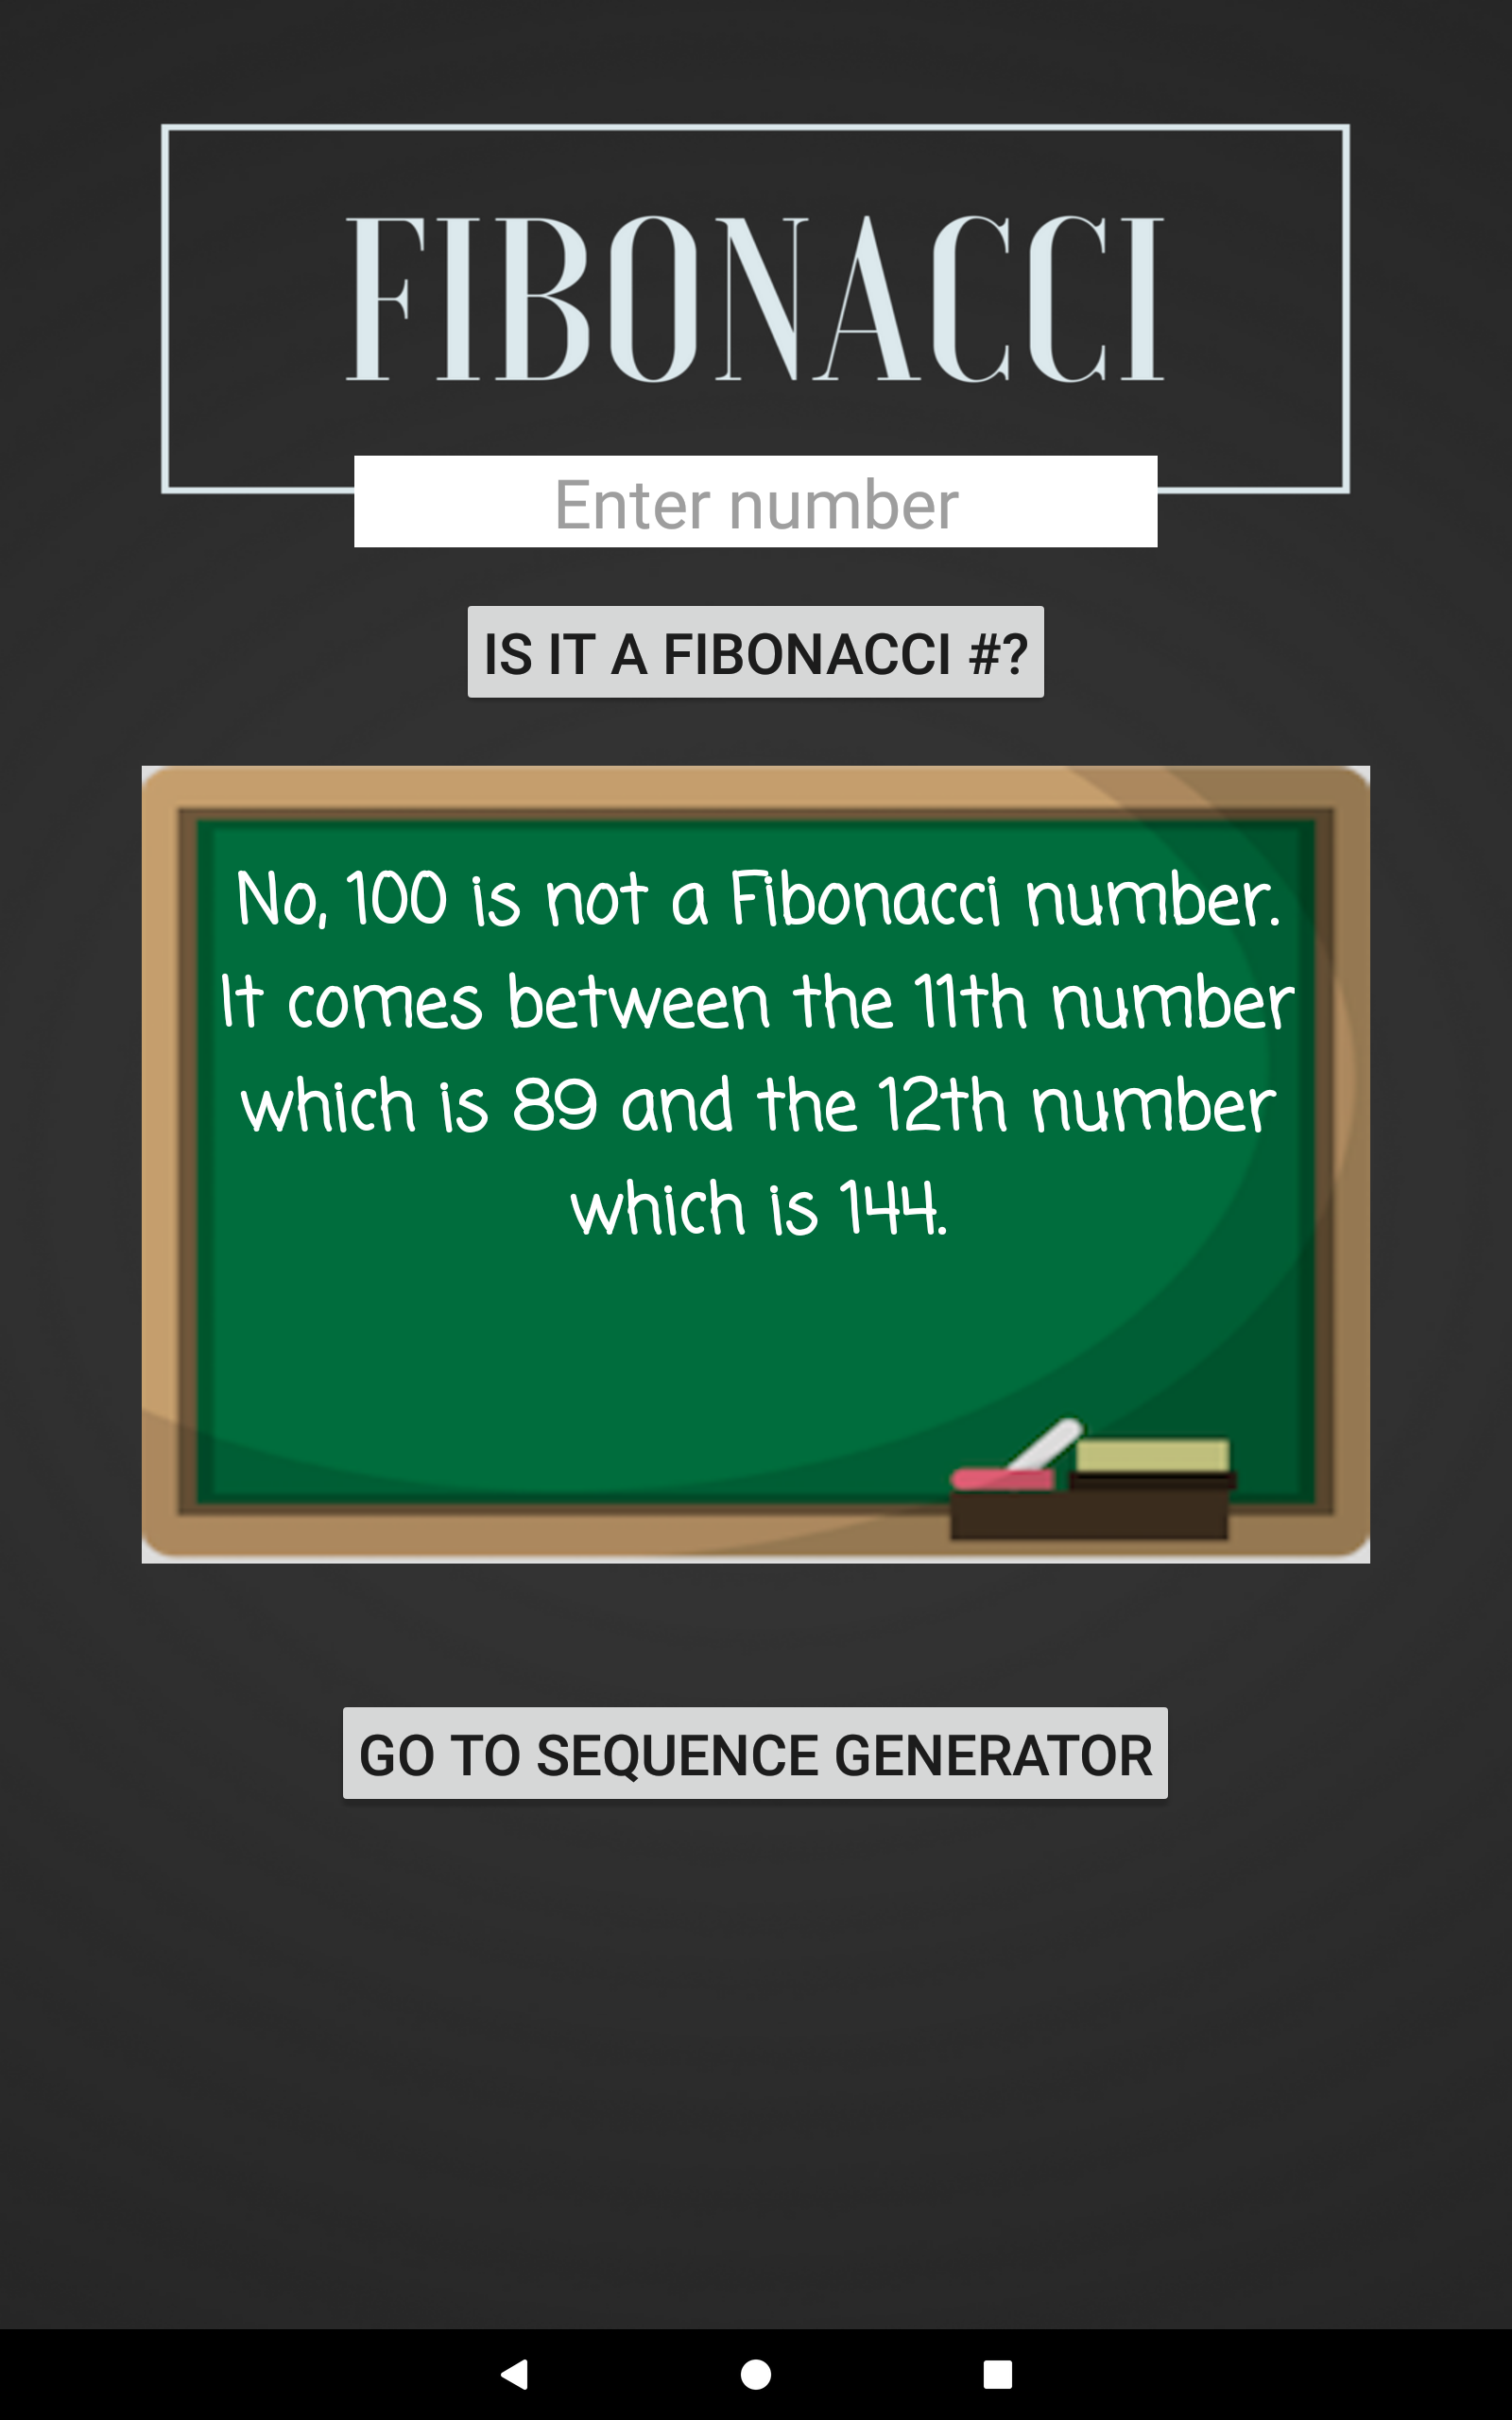 FIBONACCI
Enter number
IS IT A FIBONACCI #?
No, 100 is not a Fibonacci number.
It comes between the 11th number
which is 89 and the 12th number
which is 144.
GO TO SEQUENCE GENERATOR